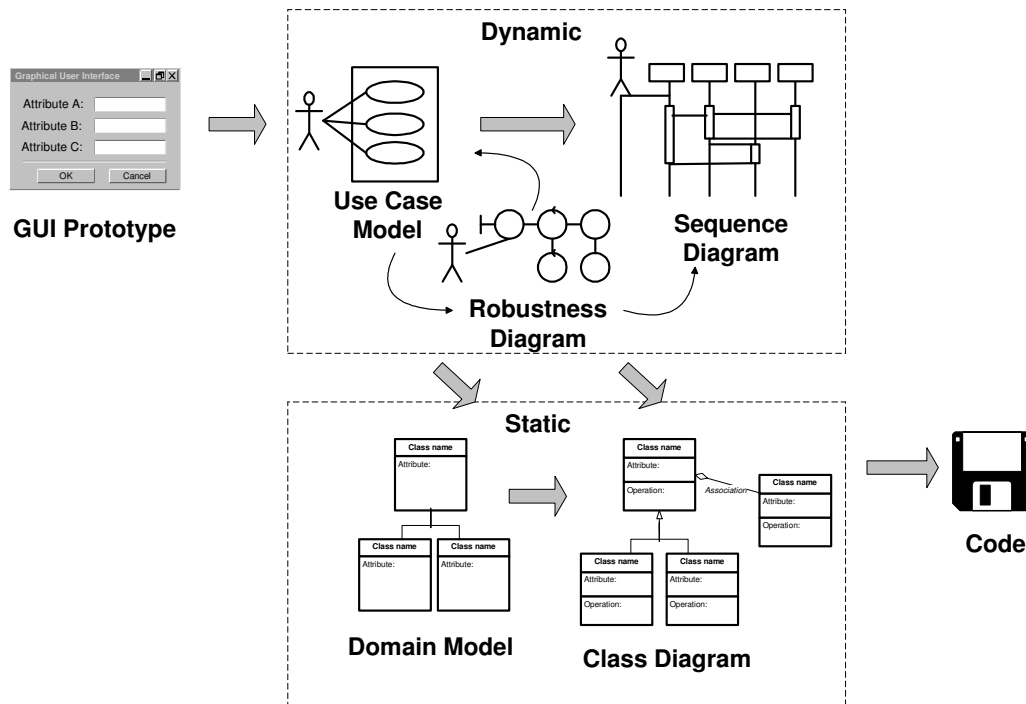 Dynamic
Graphical User Interface
Attribute A:
Attribute B:
Attribute C:
OK Cancel
GUI Prototype
Use Case
Model
Sequence
Diagram
Robustness
Diagram
Static
Class name
Attribute:
Class name
Attribute:
Class name
Attribute:
Domain Model
Class name
Attribute:
Operation:
Association
Class name
Attribute:
Operation:
Class name
Attribute:
Operation:
Class name
Attribute:
Operation:
Class Diagram
Code